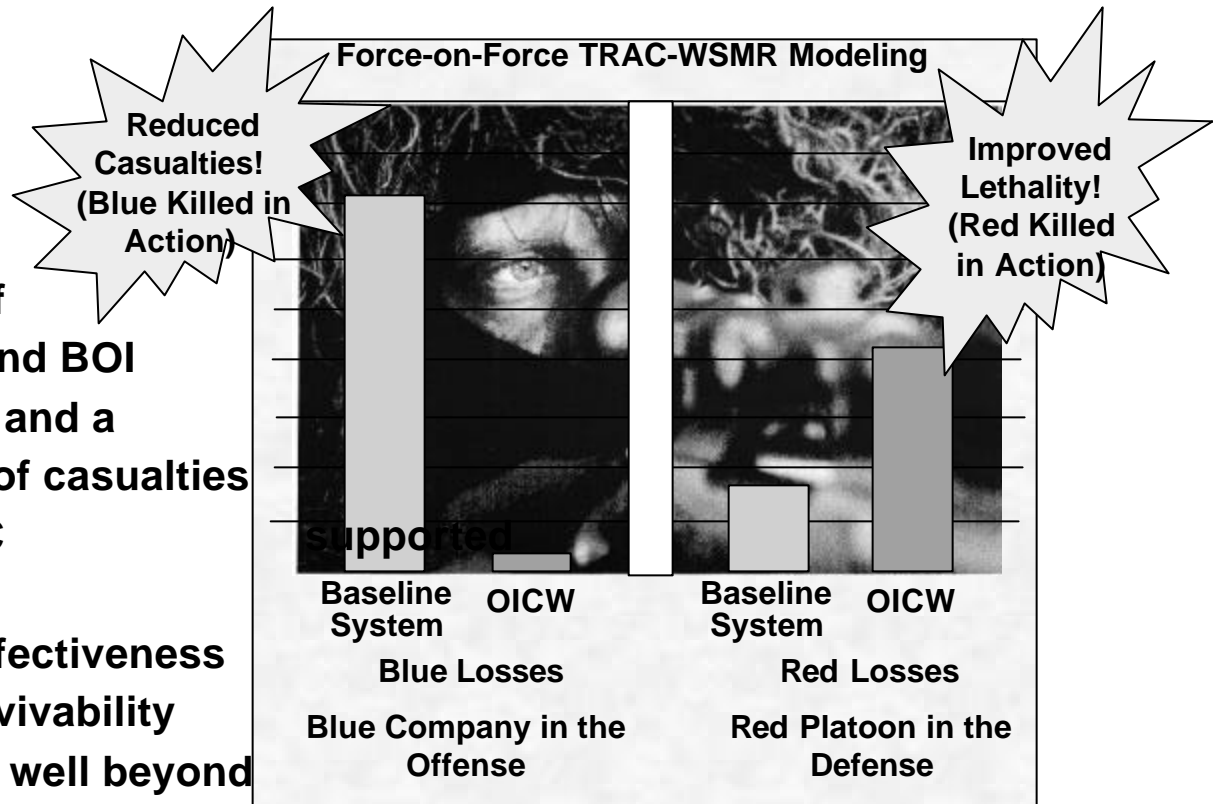 Force-on-Force TRAC-WSMR Modeling
Reduced
Casualties!
(Blue Killed in
Action)
Improved
Lethality!
(Red Killed
in Action)
nd BOI
and a
of casualties
supported
fectiveness
vivability
well beyond
Baseline
System
OICW
Baseline
System
OICW
Blue Losses
Red Losses
Blue Company in the
Offense
Red Platoon in the
Defense